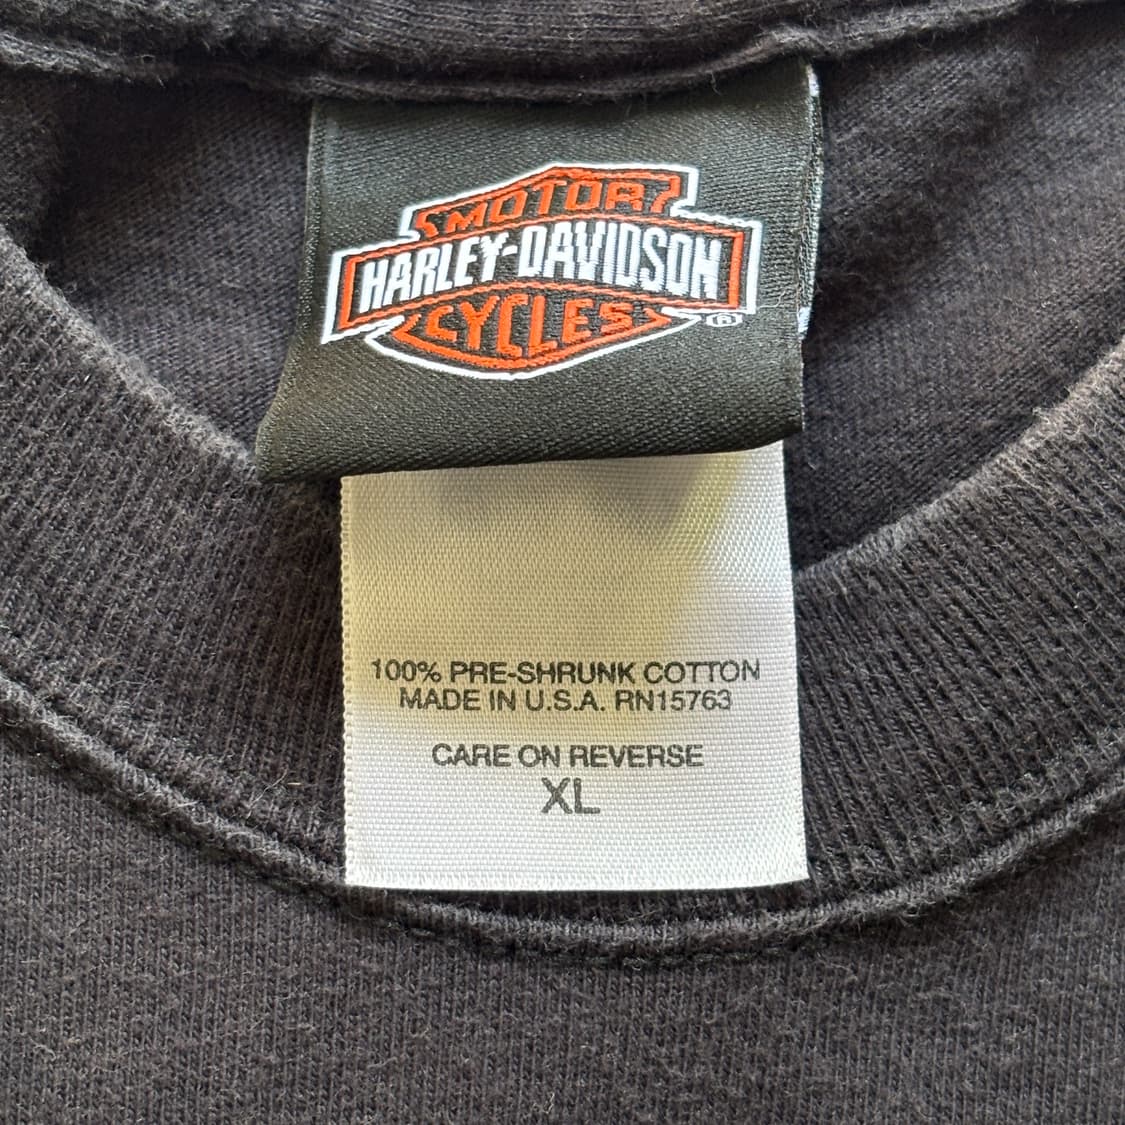 MOTOR
HARLEY-DAVIDSON
CYCLES
®
100% PRE-SHRUNK COTTON
MADE IN U.S.A. RN15763
CARE ON REVERSE
XL